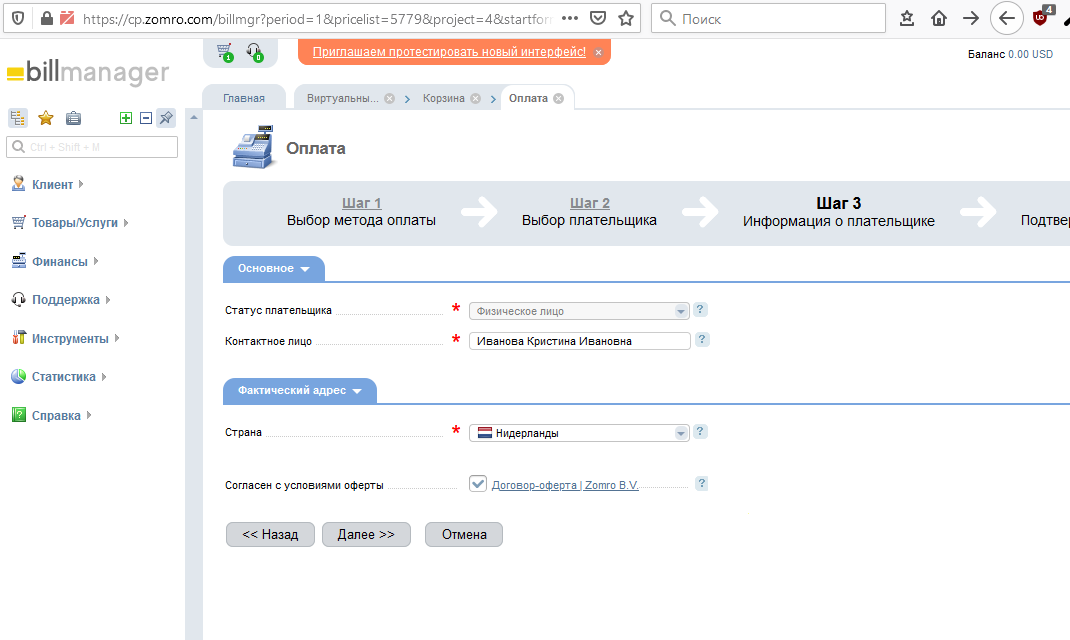 https://cp.zomro.com/billmgr?period=1&pricelist=5779&project=4&startform
Поиск
4
1
0
Приглашаем протестировать новый интерфейс!
Баланс 0.00 USD
billmanager
Главная
Виртуальны...
Корзина
Оплата
Ctrl + Shift + M
Оплата
Клиент
Товары/Услуги
Финансы
Поддержка
Инструменты
Статистика
Справка
Шаг 1
Выбор метода оплаты
Шаг 2
Выбор плательщика
Шаг 3
Информация о плательщике
Подтвер
Основное
Статус плательщика * Физическое лицо ?
Контактное лицо * Иванова Кристина Ивановна ?
Фактический адрес
Страна * Нидерланды ?
Согласен с условиями оферты Договор-оферта | Zomro B.V. ?
<< Назад
Далее >>
Отмена